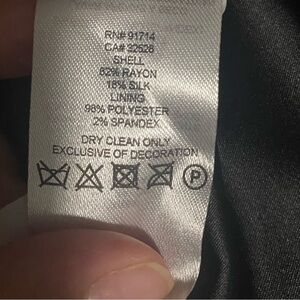 RN# 91714
CA# 32526
SHELL
82% RAYON
18% SILK
LINING
98% POLYESTER
2% SPANDEX
DRY CLEAN ONLY
EXCLUSIVE OF DECORATION
P